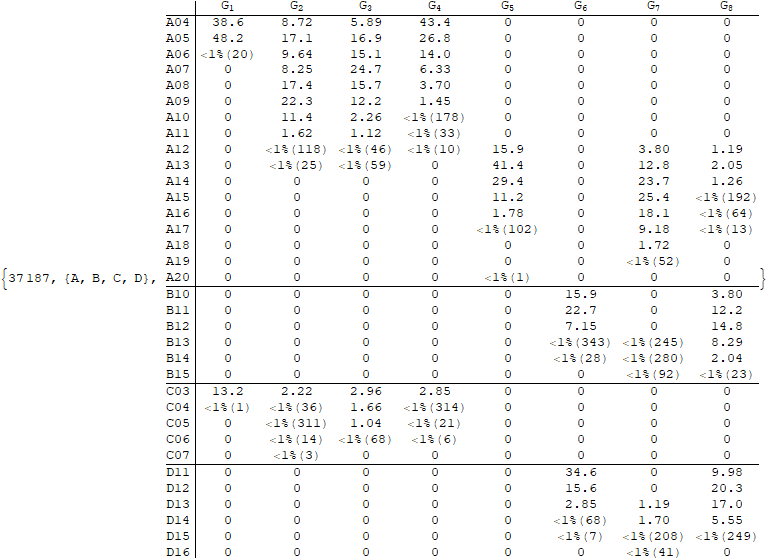 G1 G2 G3 G4 G5 G6 G7 G8
A04 38.6 8.72 5.89 43.4 0 0 0 0
A05 48.2 17.1 16.9 26.8 0 0 0 0
A06 <1%(20) 9.64 15.1 14.0 0 0 0 0
A07 0 8.25 24.7 6.33 0 0 0 0
A08 0 17.4 15.7 3.70 0 0 0 0
A09 0 22.3 12.2 1.45 0 0 0 0
A10 0 11.4 2.26 <1%(178) 0 0 0 0
A11 0 1.62 1.12 <1%(33) 0 0 0 0
A12 0 <1%(118) <1%(46) <1%(10) 15.9 0 3.80 1.19
A13 0 <1%(25) <1%(59) 0 41.4 0 12.8 2.05
A14 0 0 0 0 29.4 0 23.7 1.26
A15 0 0 0 0 11.2 0 25.4 <1%(192)
A16 0 0 0 0 1.78 0 18.1 <1%(64)
A17 0 0 0 0 <1%(102) 0 9.18 <1%(13)
A18 0 0 0 0 0 0 1.72 0
A19 0 0 0 0 0 0 <1%(52) 0
{37187, {A, B, C, D}, A20 0 0 0 0 <1%(1) 0 0 0 }
B10 0 0 0 0 0 15.9 0 3.80
B11 0 0 0 0 0 22.7 0 12.2
B12 0 0 0 0 0 7.15 0 14.8
B13 0 0 0 0 0 <1%(343) <1%(245) 8.29
B14 0 0 0 0 0 <1%(28) <1%(280) 2.04
B15 0 0 0 0 0 0 <1%(92) <1%(23)
C03 13.2 2.22 2.96 2.85 0 0 0 0
C04 <1%(1) <1%(36) 1.66 <1%(314) 0 0 0 0
C05 0 <1%(311) 1.04 <1%(21) 0 0 0 0
C06 0 <1%(14) <1%(68) <1%(6) 0 0 0 0
C07 0 <1%(3) 0 0 0 0 0 0
D11 0 0 0 0 0 34.6 0 9.98
D12 0 0 0 0 0 15.6 0 20.3
D13 0 0 0 0 0 2.85 1.19 17.0
D14 0 0 0 0 0 <1%(68) 1.70 5.55
D15 0 0 0 0 0 <1%(7) <1%(208) <1%(249)
D16 0 0 0 0 0 0 <1%(41) 0